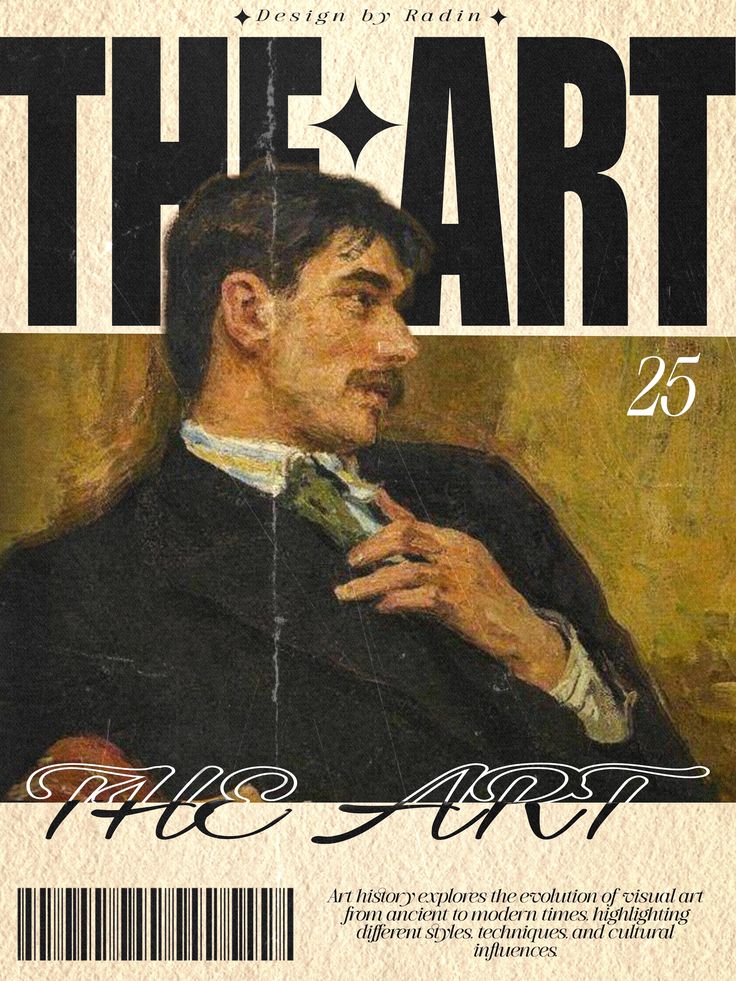 Design by Radin
THE ART
25
THE ART
Art history explores the evolution of visual art
from ancient to modern times, highlighting
different styles, techniques, and cultural
influences.